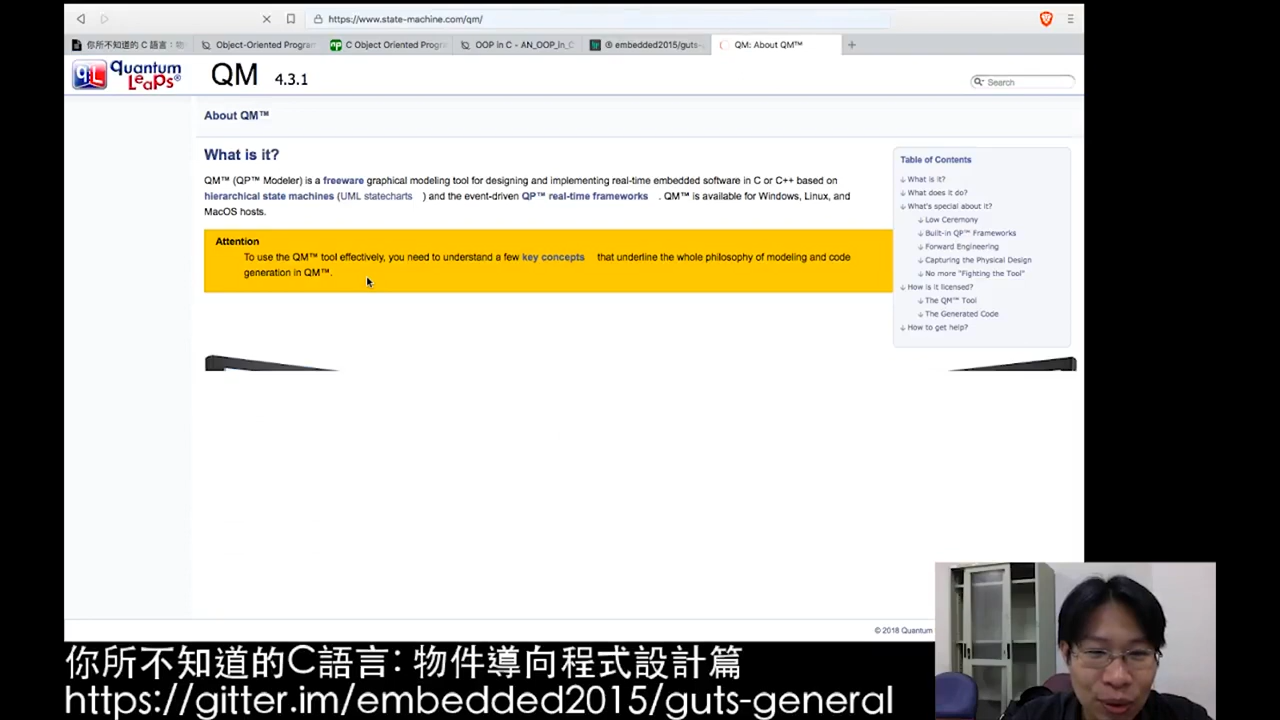 https://www.state-machine.com/qm/
你所不知道的 C 語言：物
Object-Oriented Program
C Object Oriented Progra
OOP in C - AN_OOP_in_C
embedded2015/guts-
QM: About QM™
Quantum
Leaps®
QM 4.3.1
Search
About QM™
What is it?
QM™ (QP™ Modeler) is a freeware graphical modeling tool for designing and implementing real-time embedded software in C or C++ based on
hierarchical state machines (UML statecharts ) and the event-driven QP™ real-time frameworks . QM™ is available for Windows, Linux, and
MacOS hosts.
Attention
To use the QM™ tool effectively, you need to understand a few key concepts that underline the whole philosophy of modeling and code
generation in QM™.
Table of Contents
↓ What is it?
↓ What does it do?
↓ What's special about it?
↓ Low Ceremony
↓ Built-in QP™ Frameworks
↓ Forward Engineering
↓ Capturing the Physical Design
↓ No more "Fighting the Tool"
↓ How is it licensed?
↓ The QM™ Tool
↓ The Generated Code
↓ How to get help?
© 2018 Quantum
你所不知道的C語言: 物件導向程式設計篇
https://gitter.im/embedded2015/guts-general